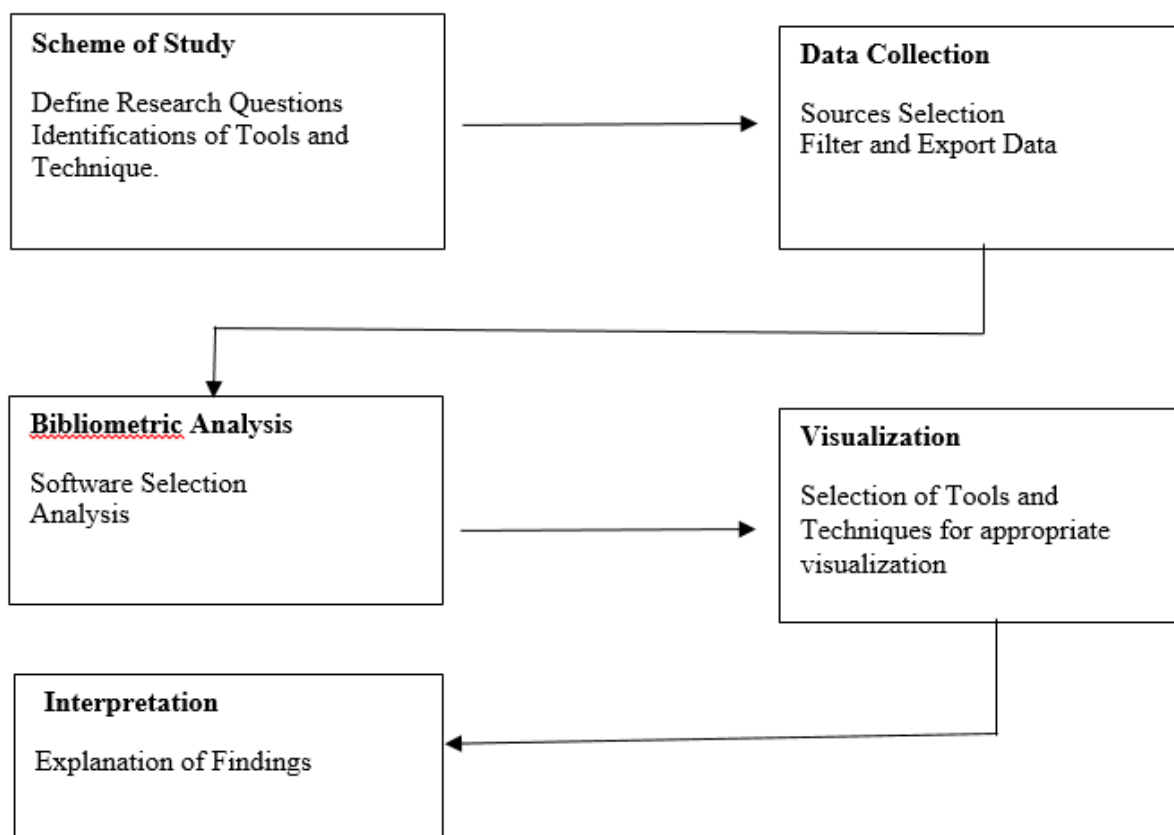 Scheme of Study
Define Research Questions
Identifications of Tools and
Technique.
Data Collection
Sources Selection
Filter and Export Data
Bibliometric Analysis
Software Selection
Analysis
Visualization
Selection of Tools and
Techniques for appropriate
visualization
Interpretation
Explanation of Findings